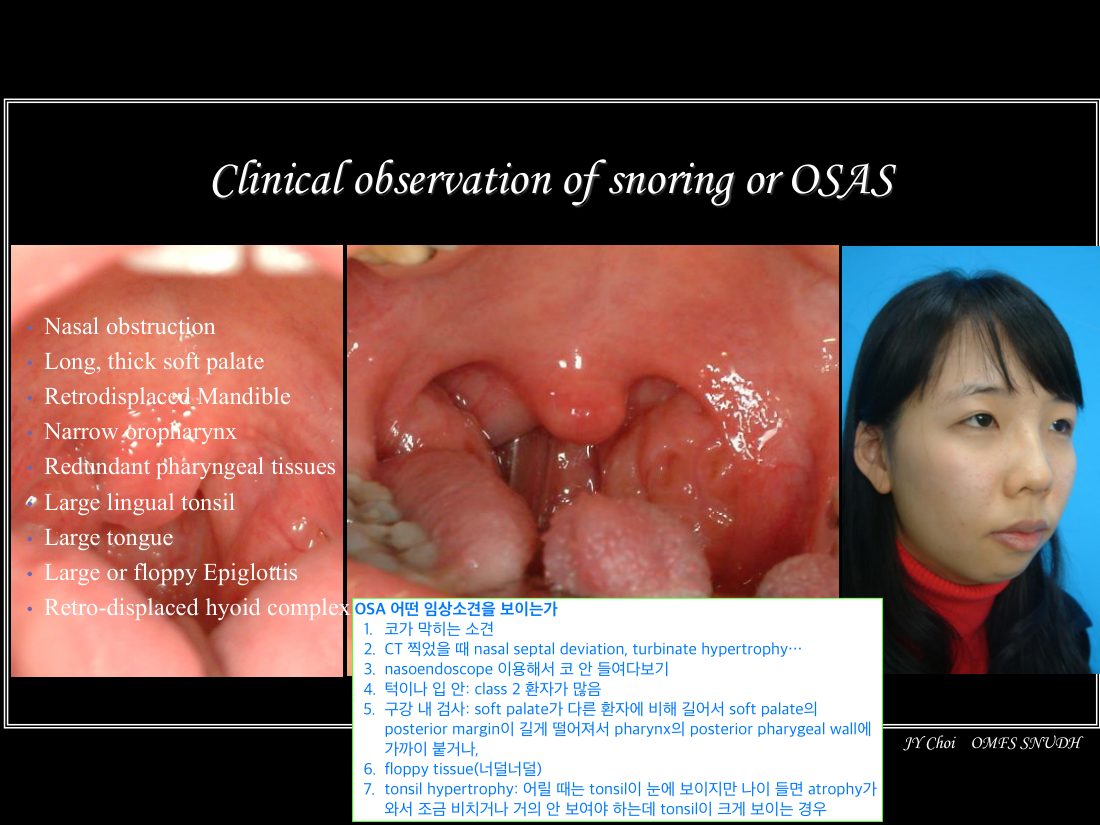 Clinical observation of snoring or OSAS
• Nasal obstruction
• Long, thick soft palate
• Retrodisplaced Mandible
• Narrow oropharynx
• Redundant pharyngeal tissues
• Large lingual tonsil
• Large tongue
• Large or floppy Epiglottis
• Retro-displaced hyoid complex
OSA 어떤 임상소견을 보이는가
1. 코가 막히는 소견
2. CT 찍었을 때 nasal septal deviation, turbinate hypertrophy…
3. nasoendoscope 이용해서 코 안 들여다보기
4. 턱이나 입 안: class 2 환자가 많음
5. 구강 내 검사: soft palate가 다른 환자에 비해 길어서 soft palate의
posterior margin이 길게 떨어져서 pharynx의 posterior pharygeal wall에
가까이 붙거나,
6. floppy tissue(너덜너덜)
7. tonsil hypertrophy: 어릴 때는 tonsil이 눈에 보이지만 나이 들면 atrophy가
와서 조금 비치거나 거의 안 보여야 하는데 tonsil이 크게 보이는 경우
JY Choi OMFS SNUDH